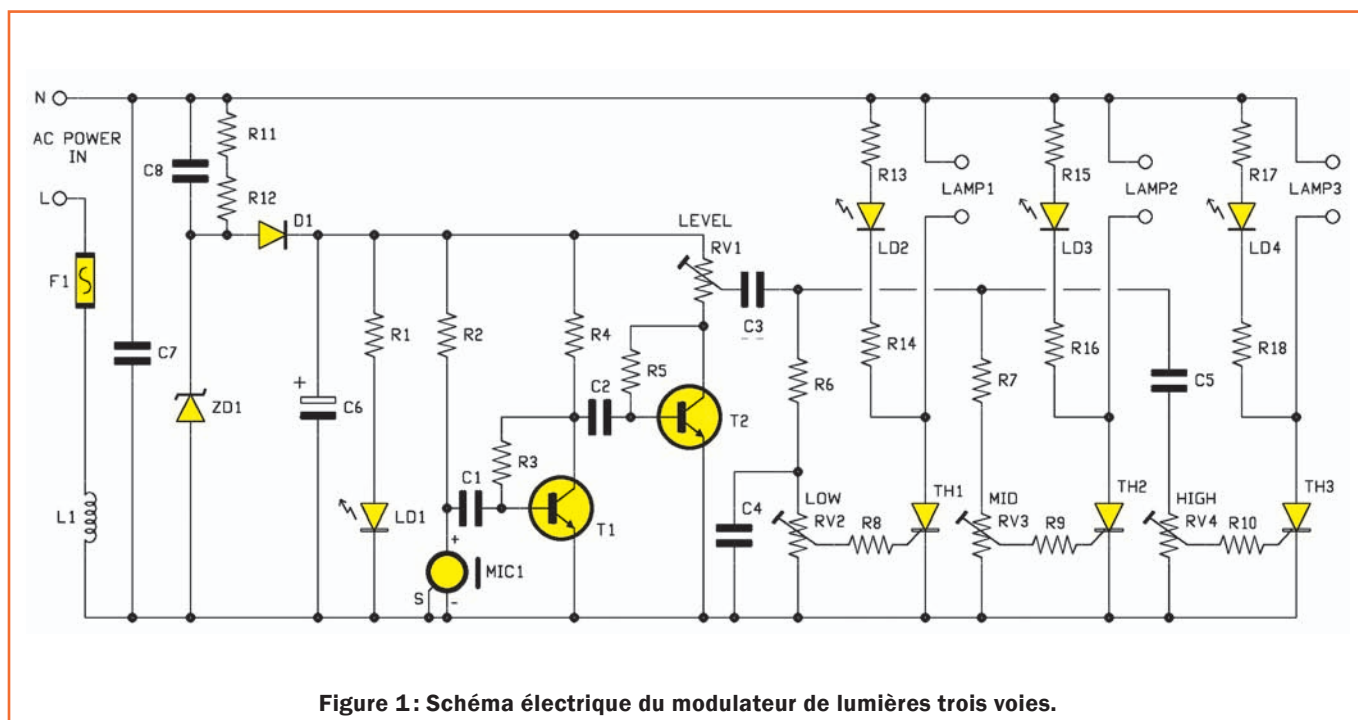 N
AC POWER
IN
L
F1
L1
C7
C8
R11
R12
D1
ZD1
+
C6
R1
LD1
R2
C1
+
MIC1
S
-
R3
R4
T1
C2
R5
T2
LEVEL
RV1
C3
R6
C4
LOW
RV2
R8
TH1
R13
LD2
R14
LAMP1
R7
MID
RV3
R9
TH2
R15
LD3
R16
LAMP2
C5
HIGH
RV4
R10
TH3
R17
LD4
R18
LAMP3
Figure 1: Schéma électrique du modulateur de lumières trois voies.